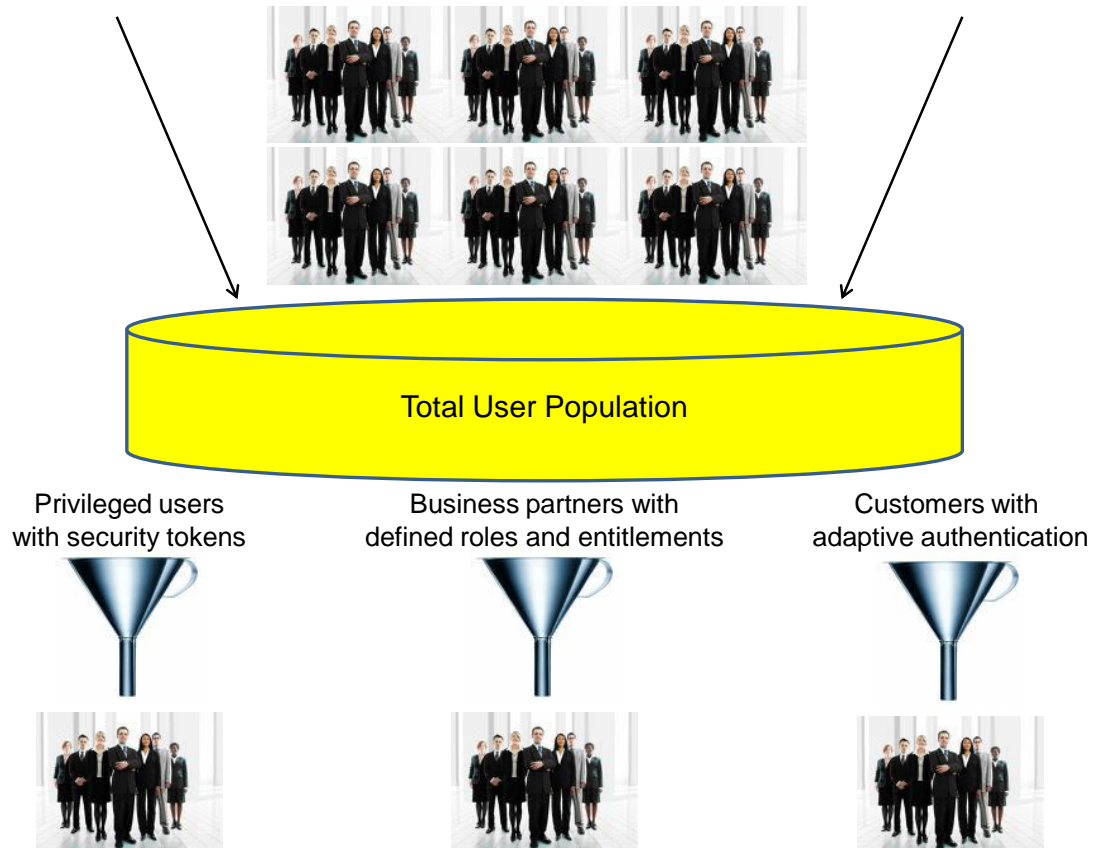 Total User Population
Privileged users
with security tokens
Business partners with
defined roles and entitlements
Customers with
adaptive authentication